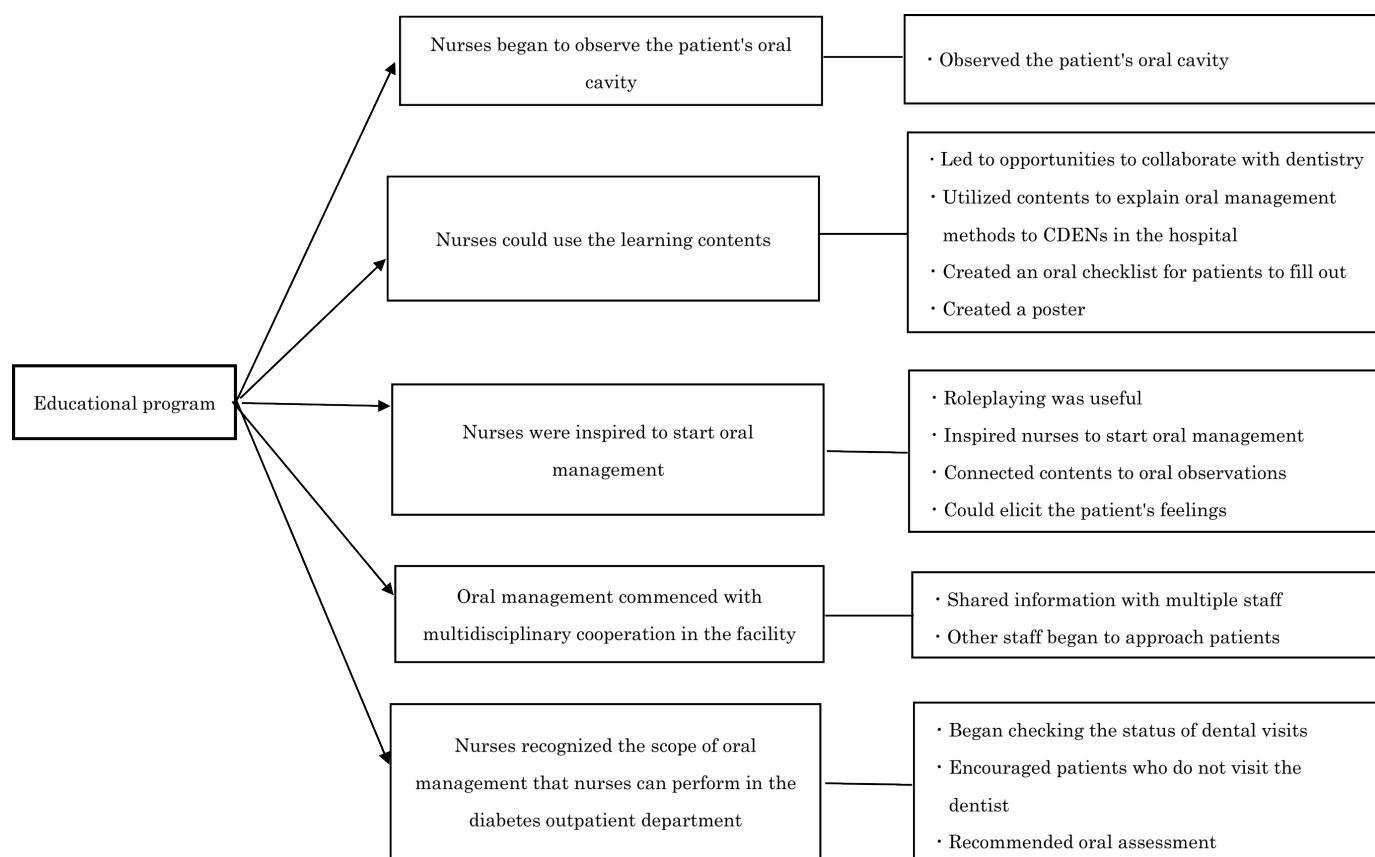 Educational program
Nurses began to observe the patient's oral
cavity
・Observed the patient's oral cavity
Nurses could use the learning contents
・Led to opportunities to collaborate with dentistry
・Utilized contents to explain oral management
methods to CDENs in the hospital
・Created an oral checklist for patients to fill out
・Created a poster
Nurses were inspired to start oral
management
・Roleplaying was useful
・Inspired nurses to start oral management
・Connected contents to oral observations
・Could elicit the patient's feelings
Oral management commenced with
multidisciplinary cooperation in the facility
・Shared information with multiple staff
・Other staff began to approach patients
Nurses recognized the scope of oral
management that nurses can perform in the
diabetes outpatient department
・Began checking the status of dental visits
・Encouraged patients who do not visit the
dentist
・Recommended oral assessment